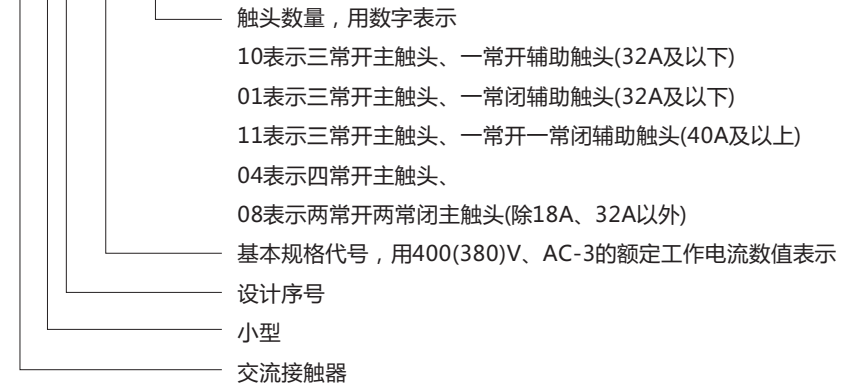 触头数量，用数字表示
10表示三常开主触头、一常开辅助触头(32A及以下)
01表示三常开主触头、一常闭辅助触头(32A及以下)
11表示三常开主触头、一常开一常闭辅助触头(40A及以上)
04表示四常开主触头、
08表示两常开两常闭主触头(除18A、32A以外)
基本规格代号，用400(380)V、AC-3的额定工作电流数值表示
设计序号
小型
交流接触器